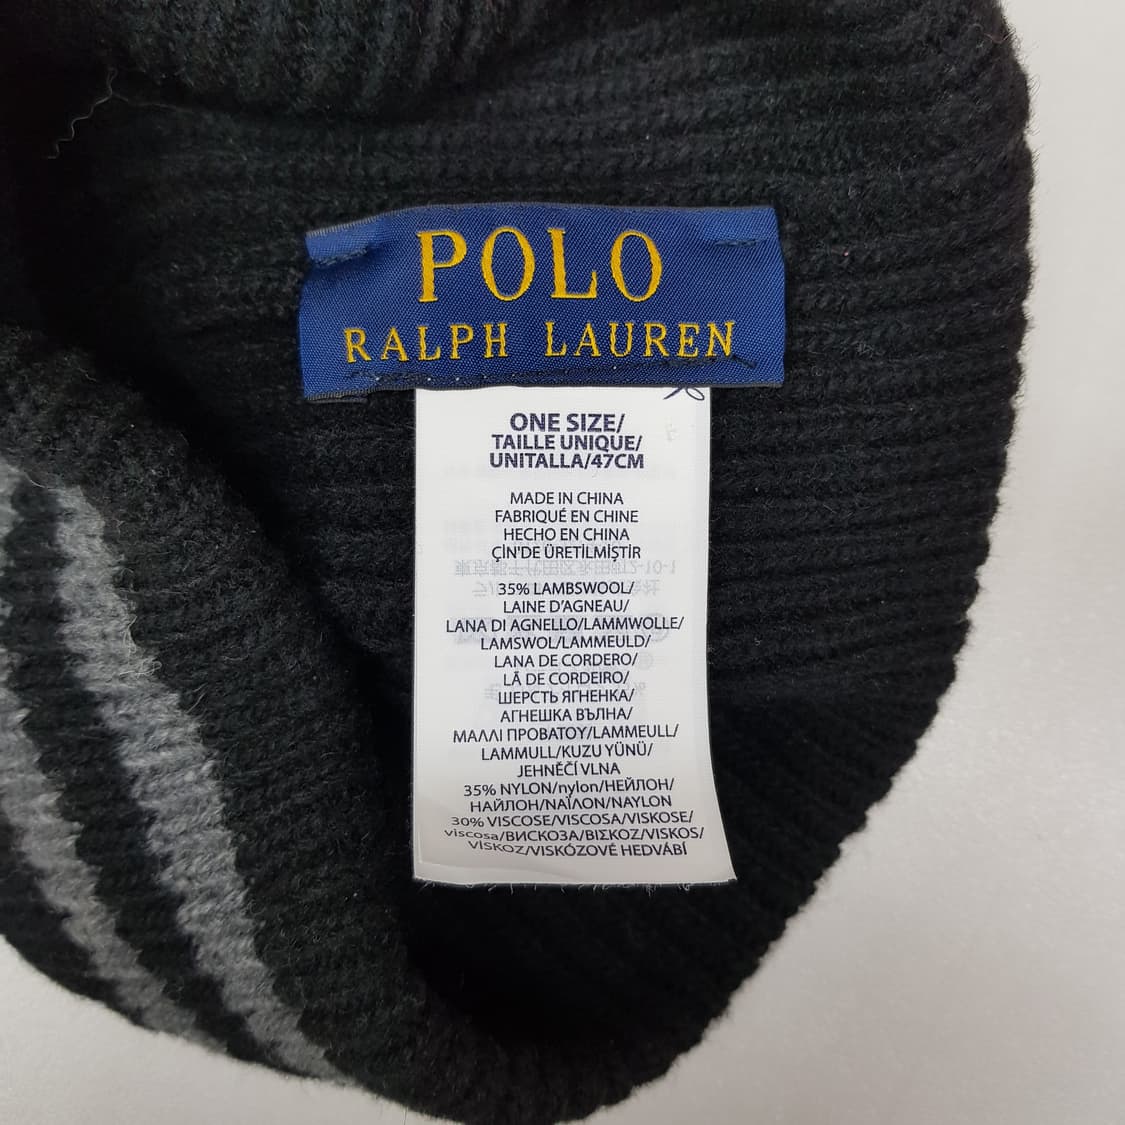 POLO
RALPH LAUREN
ONE SIZE/
TAILLE UNIQUE/
UNITALLA/47CM
MADE IN CHINA
FABRIQUÉ EN CHINE
HECHO EN CHINA
ÇİN'DE ÜRETİLMİŞTİR
35% LAMBSWOOL/
LAINE D'AGNEAU/
LANA DI AGNELLO/LAMMWOLLE/
LAMSWOL/LAMMEULD/
LANA DE CORDERO/
LÃ DE CORDEIRO/
ШЕРСТЬ ЯГНЕНКА/
АГНЕШКА ВЪЛНА/
ΜΑΛΛΙ ΠΡΟΒΑΤΟΥ/LAMMEULL/
LAMMULL/KUZU YÜNÜ/
JEHNĚČÍ VLNA
35% NYLON/nylon/НЕЙЛОН/
НАЙЛОН/ΝΑΪΛΟΝ/NAYLON
30% VISCOSE/VISCOSA/VISKOSE/
viscosa/ВИСКОЗА/ΒΙΣΚΟΖ/VISKOS/
VİSKOZ/VISKÓZOVÉ HEDVÁBÍ